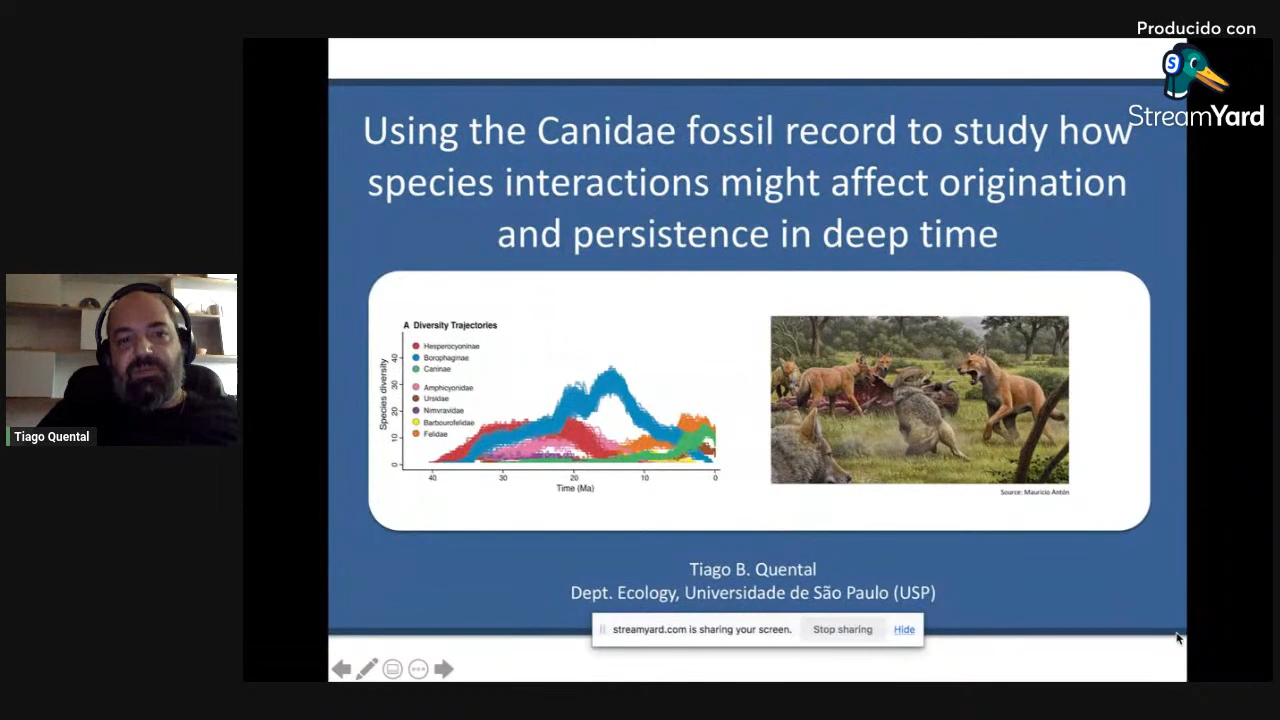 Producido con
StreamYard
Using the Canidae fossil record to study how
species interactions might affect origination
and persistence in deep time
A Diversity Trajectories
Species diversity
40
30
20
10
0
Hesperocyoninae
Borophaginae
Caninae
Amphicyonidae
Ursidae
Nimvravidae
Barbourofelidae
Felidae
40
30
20
10
0
Time (Ma)
Source: Mauricio Antón
Tiago Quental
Tiago B. Quental
Dept. Ecology, Universidade de São Paulo (USP)
streamyard.com is sharing your screen.
Stop sharing
Hide